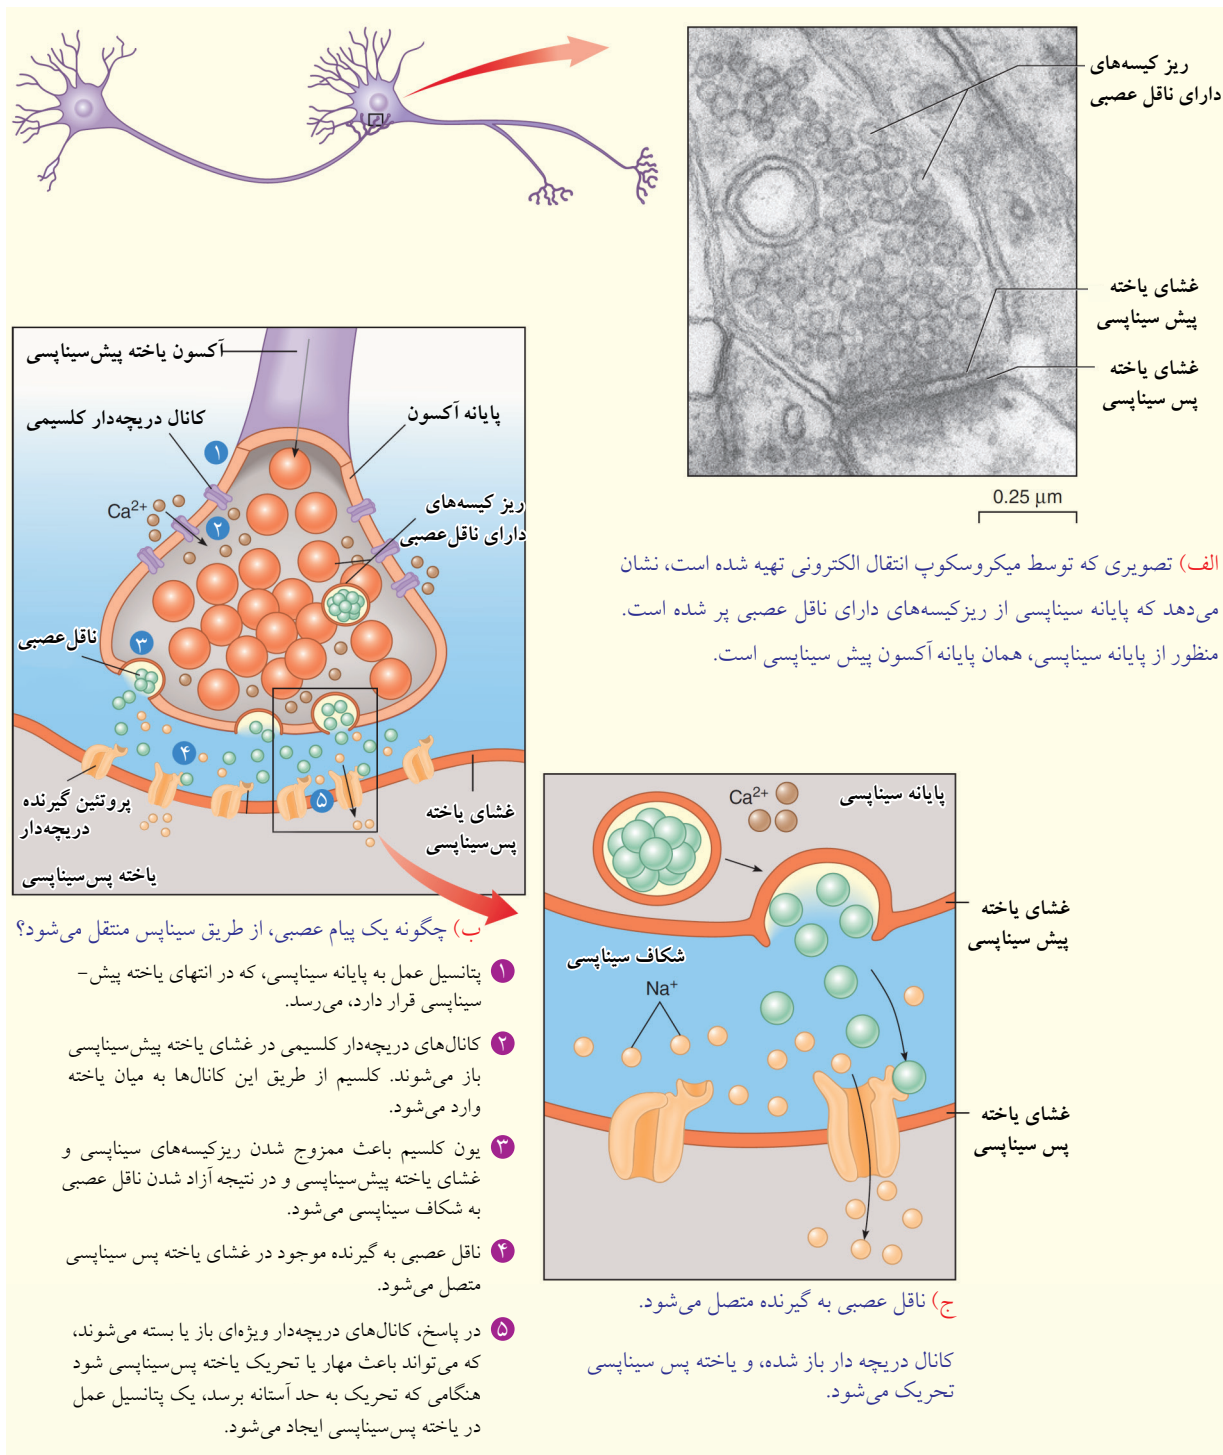 ریز کیسه‌های
دارای ناقل عصبی
غشای یاخته
پیش سیناپسی
غشای یاخته
پس سیناپسی
0.25 µm
الف) تصویری که توسط میکروسکوپ انتقال الکترونی تهیه شده است، نشان
می‌دهد که پایانه سیناپسی از ریزکیسه‌های دارای ناقل عصبی پر شده است.
منظور از پایانه سیناپسی، همان پایانه آکسون پیش سیناپسی است.
آکسون یاخته پیش‌سیناپسی
کانال دریچه‌دار کلسیمی
پایانه آکسون
۱
Ca2+
۲
ریز کیسه‌های
دارای ناقل‌عصبی
ناقل‌عصبی
۳
۴
۵
پروتئین گیرنده
دریچه‌دار
غشای یاخته
پس‌سیناپسی
یاخته پس‌سیناپسی
ب) چگونه یک پیام عصبی، از طریق سیناپس منتقل می‌شود؟
۱ پتانسیل عمل به پایانه سیناپسی، که در انتهای یاخته پیش-
سیناپسی قرار دارد، می‌رسد.
۲ کانال‌های دریچه‌دار کلسیمی در غشای یاخته پیش‌سیناپسی
باز می‌شوند. کلسیم از طریق این کانال‌ها به میان یاخته
وارد می‌شود.
۳ یون کلسیم باعث ممزوج شدن ریزکیسه‌های سیناپسی و
غشای یاخته پیش‌سیناپسی و در نتیجه آزاد شدن ناقل عصبی
به شکاف سیناپسی می‌شود.
۴ ناقل عصبی به گیرنده موجود در غشای یاخته پس سیناپسی
متصل می‌شود.
۵ در پاسخ، کانال‌های دریچه‌دار ویژه‌ای باز یا بسته می‌شوند،
که می‌تواند باعث مهار یا تحریک یاخته پس‌سیناپسی شود
هنگامی که تحریک به حد آستانه برسد، یک پتانسیل عمل
در یاخته پس‌سیناپسی ایجاد می‌شود.
پایانه سیناپسی
Ca2+
غشای یاخته
پیش سیناپسی
شکاف سیناپسی
Na+
غشای یاخته
پس سیناپسی
ج) ناقل عصبی به گیرنده متصل می‌شود.
کانال دریچه دار باز شده، و یاخته پس سیناپسی
تحریک می‌شود.